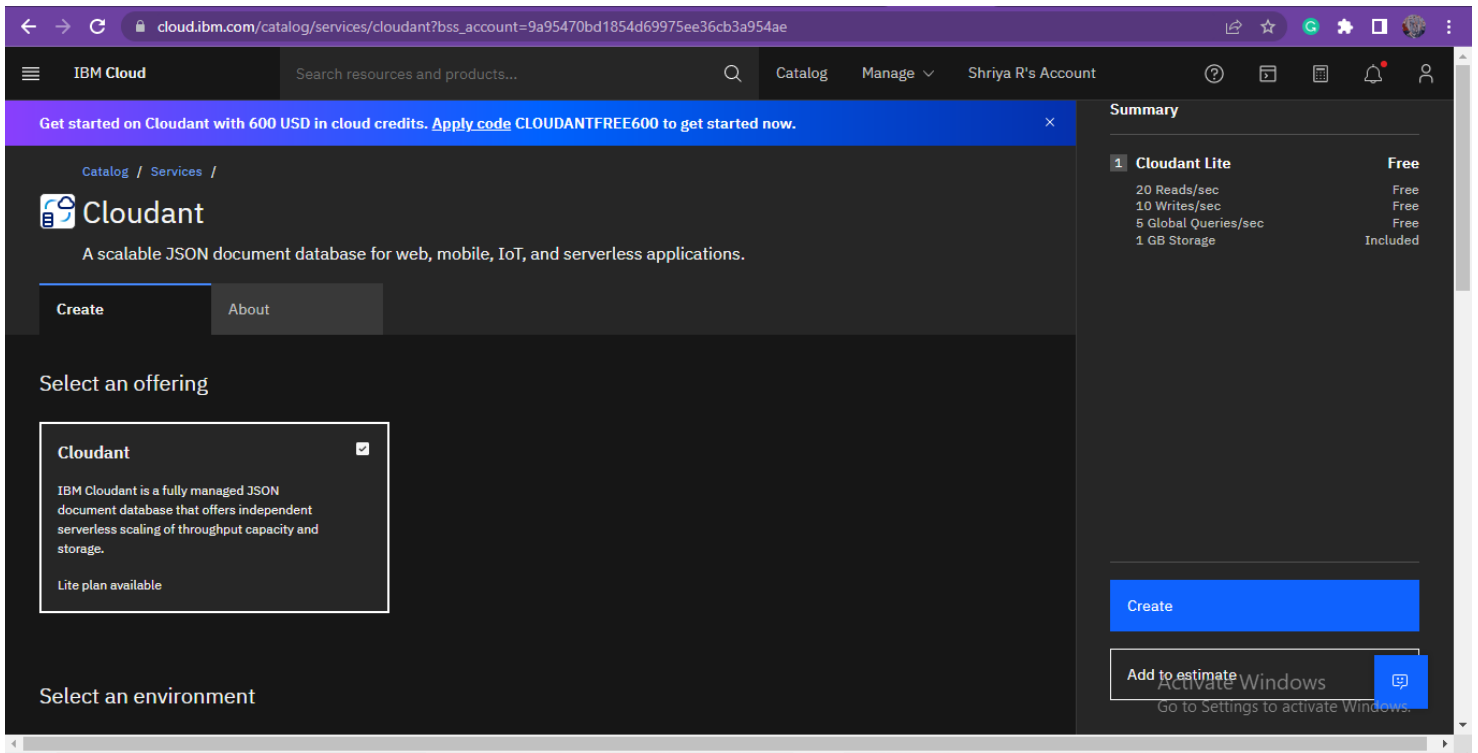 cloud.ibm.com/catalog/services/cloudant?bss_account=9a95470bd1854d69975ee36cb3a954ae
IBM Cloud
Search resources and products...
Catalog
Manage
Shriya R's Account
Get started on Cloudant with 600 USD in cloud credits. Apply code CLOUDANTFREE600 to get started now.
Catalog / Services /
Cloudant
A scalable JSON document database for web, mobile, IoT, and serverless applications.
Create
About
Select an offering
Cloudant
IBM Cloudant is a fully managed JSON
document database that offers independent
serverless scaling of throughput capacity and
storage.
Lite plan available
Select an environment
Summary
1 Cloudant Lite Free
20 Reads/sec Free
10 Writes/sec Free
5 Global Queries/sec Free
1 GB Storage Included
Create
Add to estimate
Activate Windows
Go to Settings to activate Windows.